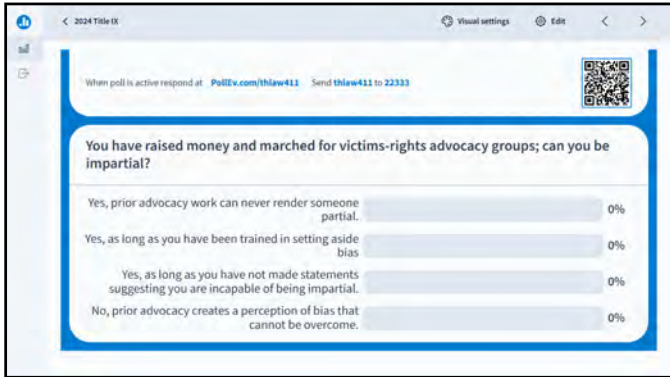 2024 Title IX
Visual settings
Edit
When poll is active respond at PollEv.com/thlaw411 Send thlaw411 to 22333
You have raised money and marched for victims-rights advocacy groups; can you be
impartial?
Yes, prior advocacy work can never render someone
partial.
0%
Yes, as long as you have been trained in setting aside
bias
0%
Yes, as long as you have not made statements
suggesting you are incapable of being impartial.
0%
No, prior advocacy creates a perception of bias that
cannot be overcome.
0%